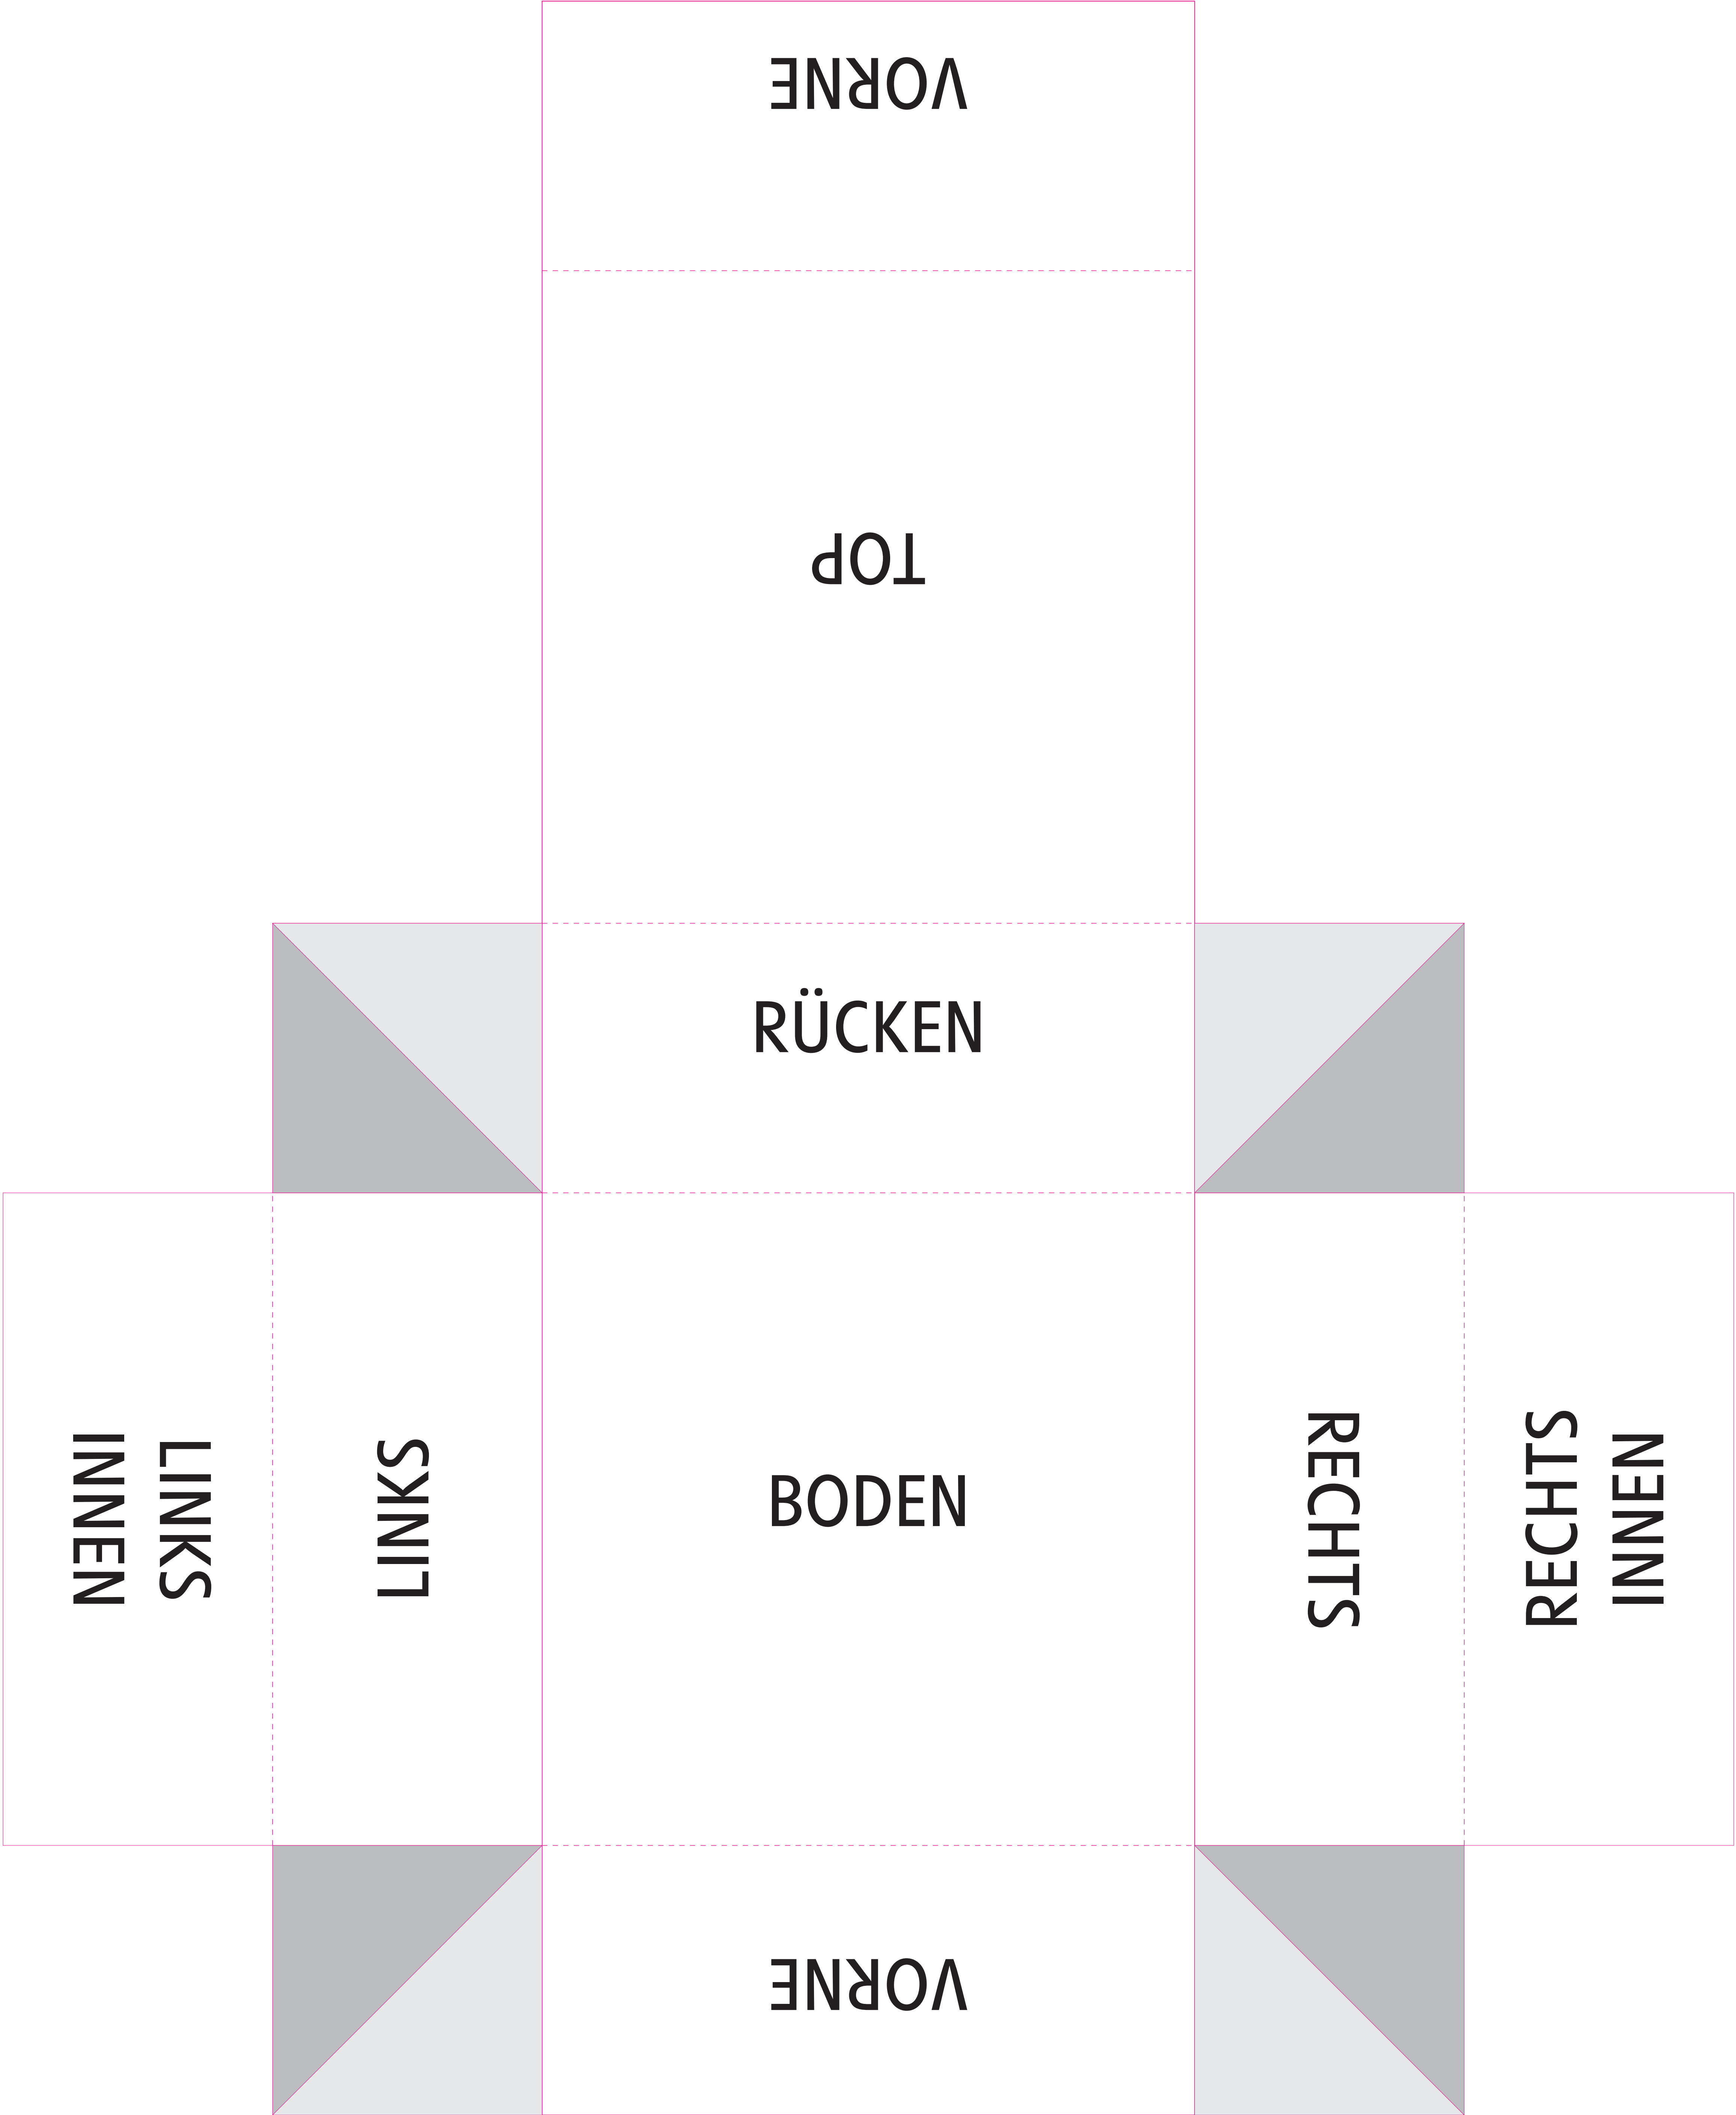 VORNE
TOP
RÜCKEN
LINKS
INNEN
LINKS
BODEN
RECHTS
RECHTS
INNEN
VORNE